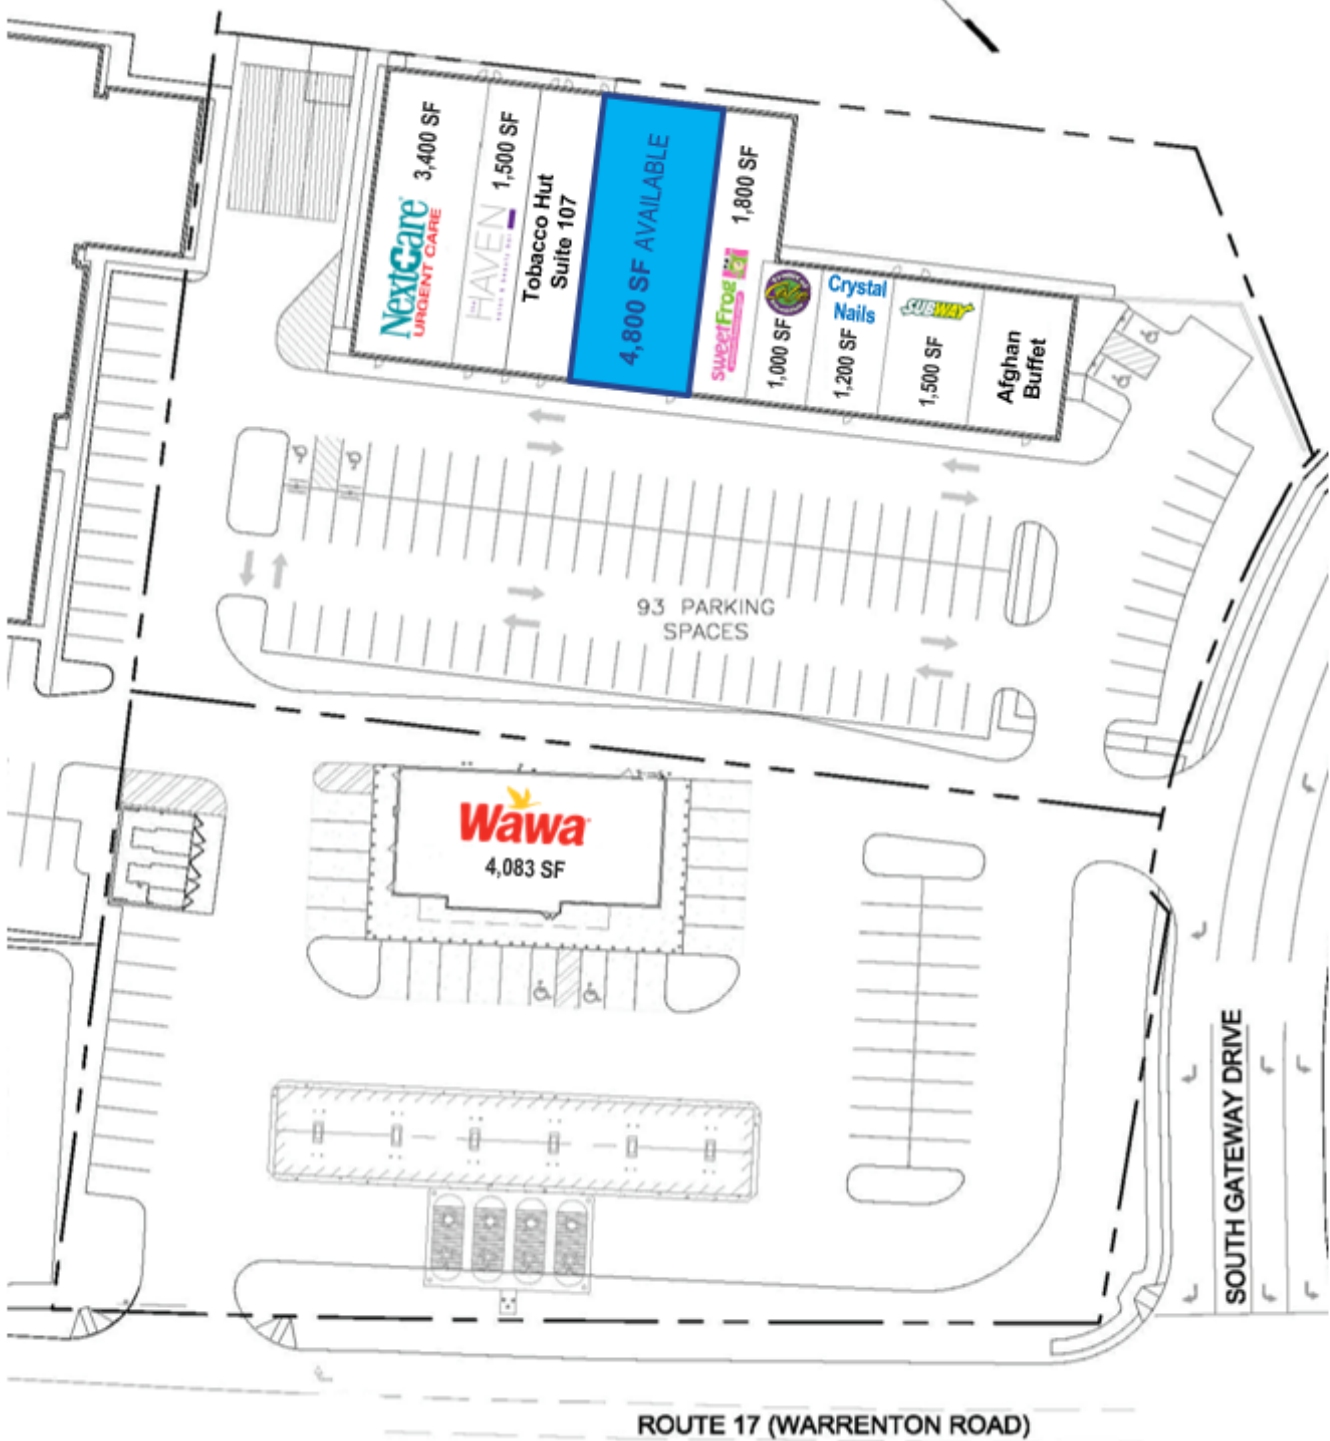 3,400 SF
NextCare
URGENT CARE
1,500 SF
HAVEN
Tobacco Hut
Suite 107
4,800 SF AVAILABLE
1,800 SF
sweetFrog
1,000 SF
Crystal
Nails
1,200 SF
SUBWAY
1,500 SF
Afghan
Buffet
93 PARKING
SPACES
Wawa
4,083 SF
SOUTH GATEWAY DRIVE
ROUTE 17 (WARRENTON ROAD)